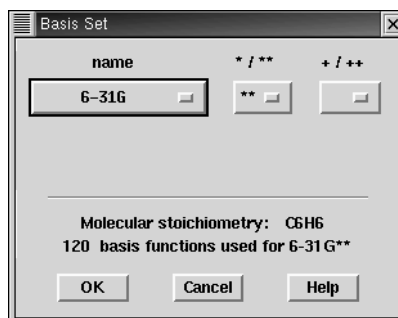 Basis Set
name * / ** + / ++
6-31G **
Molecular stoichiometry: C6H6
120 basis functions used for 6-31G**
OK Cancel Help